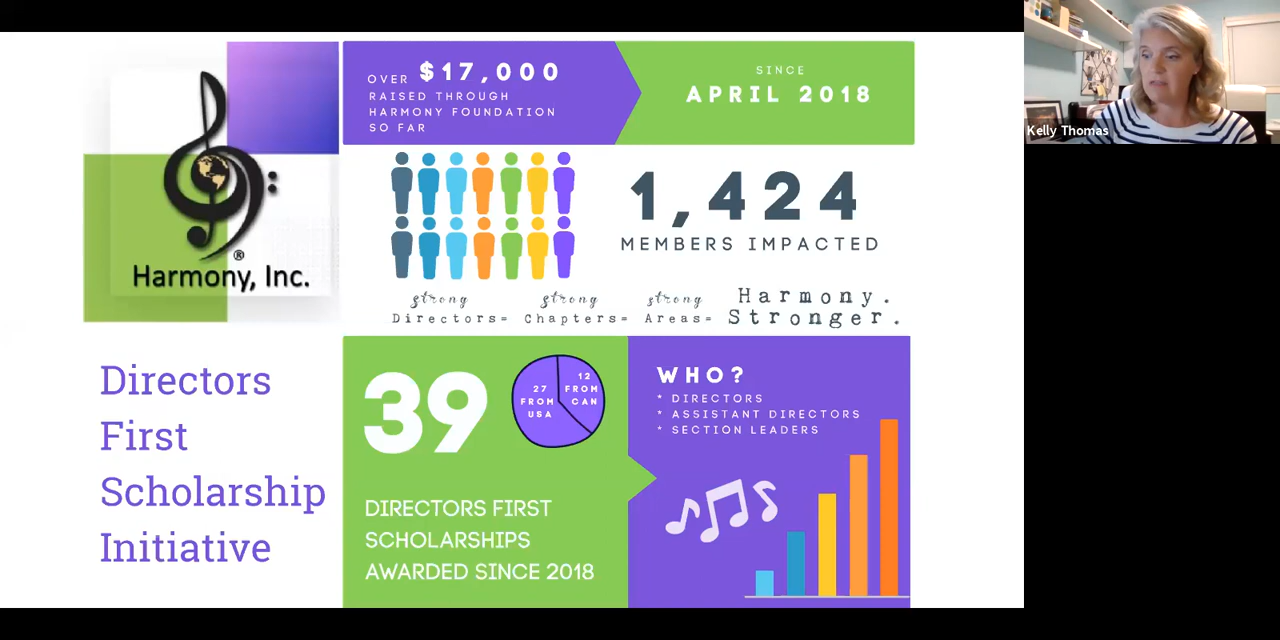 OVER $17,000
RAISED THROUGH
HARMONY FOUNDATION
SO FAR
SINCE
APRIL 2018
Kelly Thomas
®
Harmony, Inc.
1,424
MEMBERS IMPACTED
strong strong strong Harmony.
Directors= Chapters= Areas= Stronger.
Directors
First
Scholarship
Initiative
39
27
FROM
USA
12
FROM
CAN
DIRECTORS FIRST
SCHOLARSHIPS
AWARDED SINCE 2018
WHO?
* DIRECTORS
* ASSISTANT DIRECTORS
* SECTION LEADERS